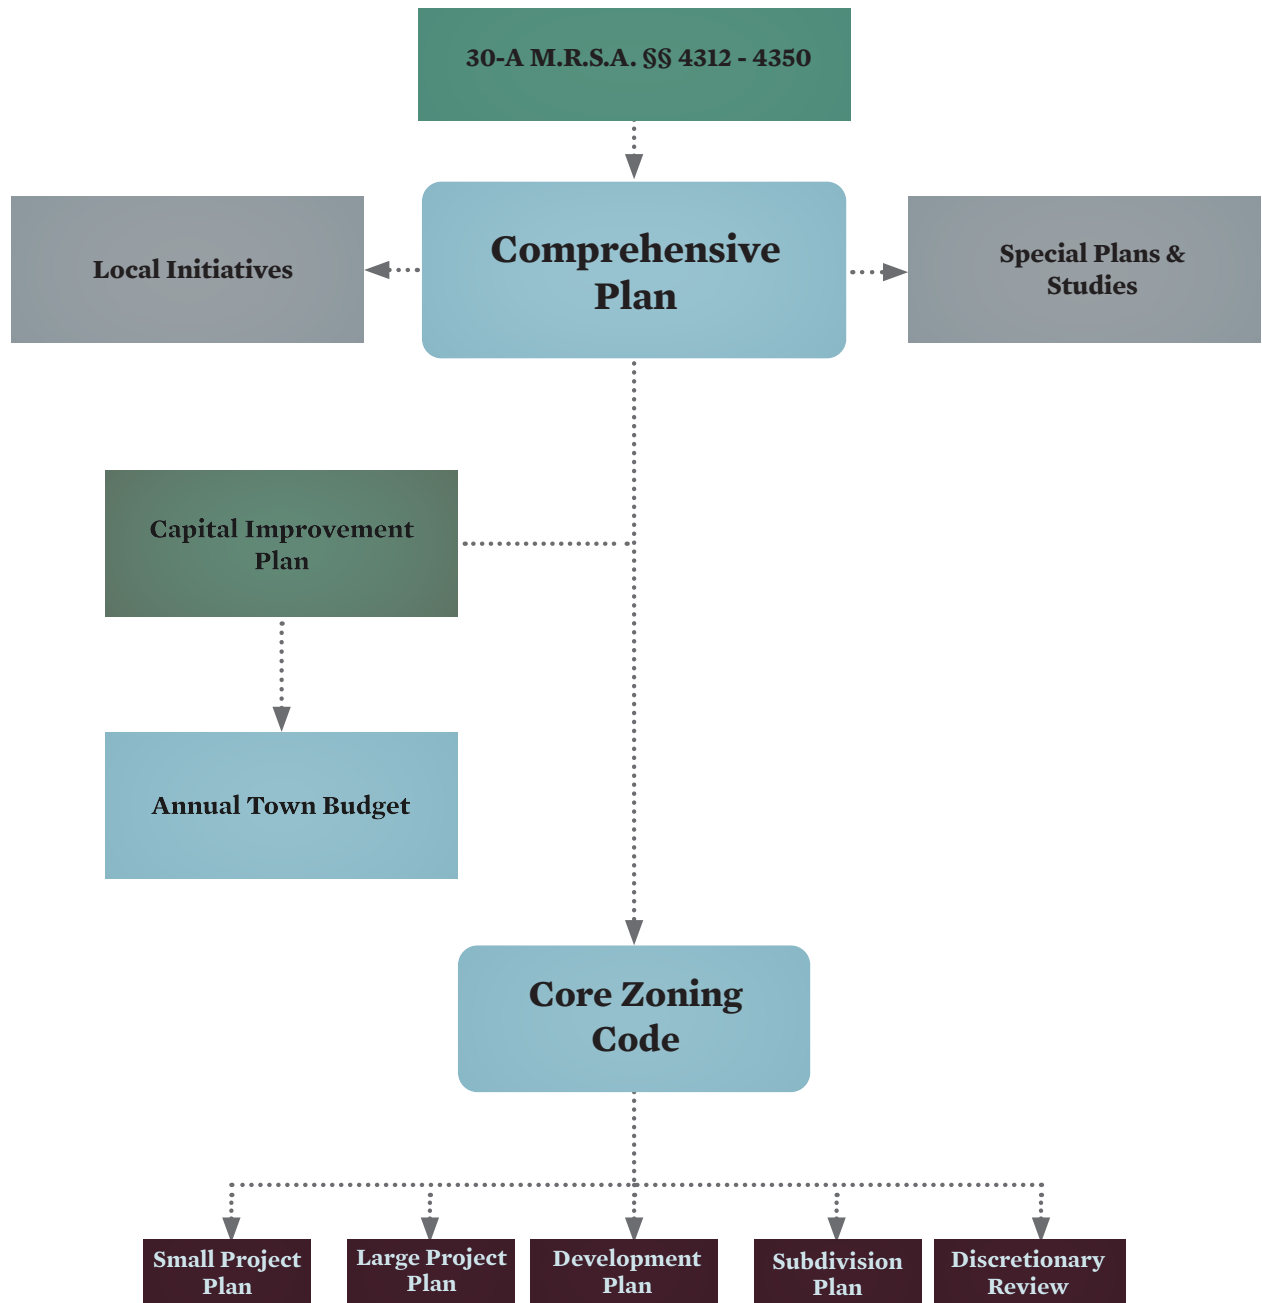 30-A M.R.S.A. §§ 4312 - 4350
Comprehensive
Plan
Local Initiatives
Special Plans &
Studies
Capital Improvement
Plan
Annual Town Budget
Core Zoning
Code
Small Project
Plan
Large Project
Plan
Development
Plan
Subdivision
Plan
Discretionary
Review